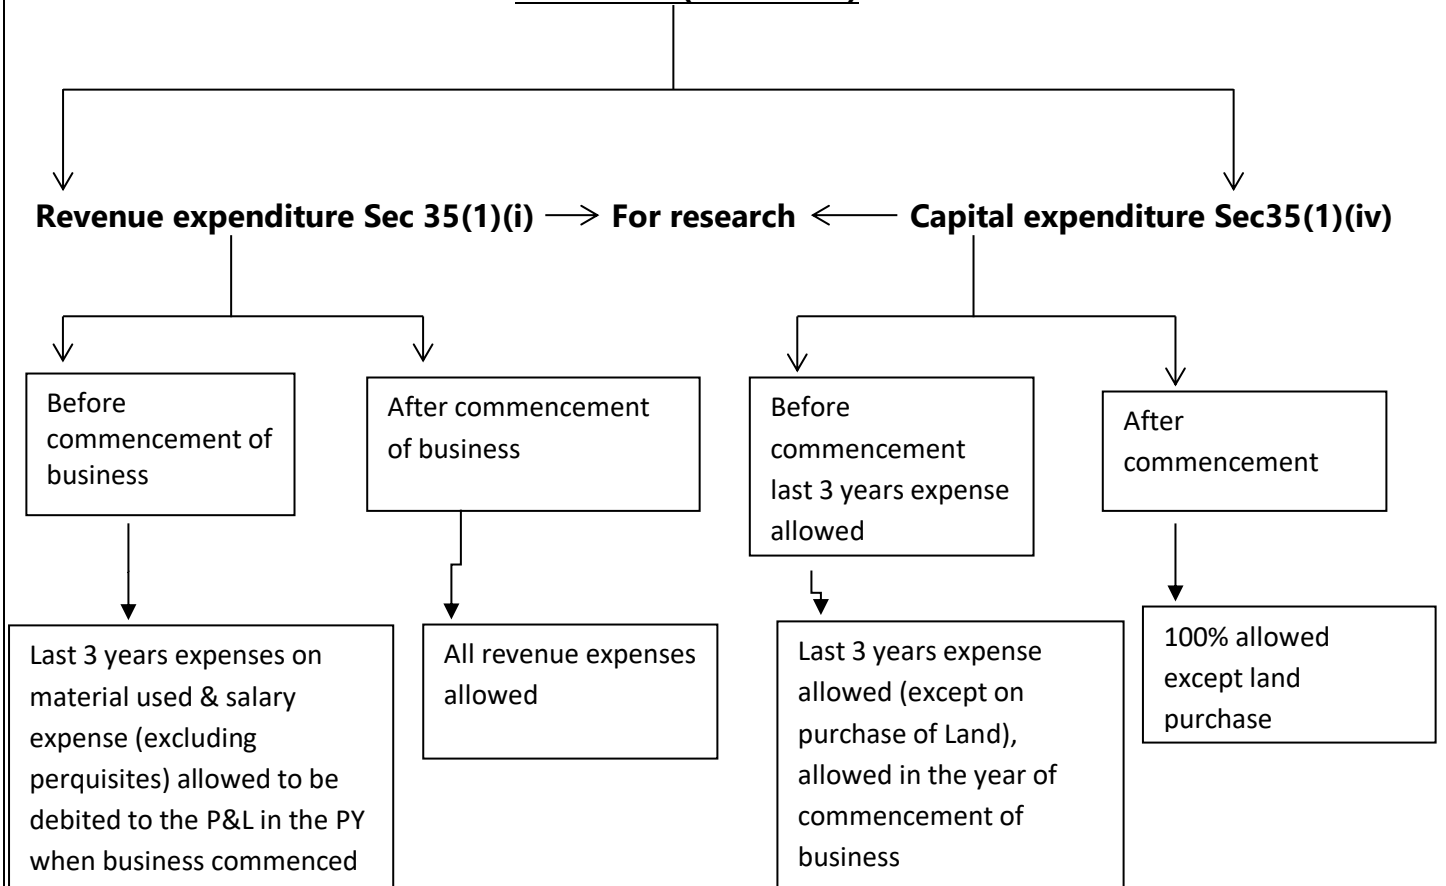 Revenue expenditure Sec 35(1)(i) For research Capital expenditure Sec35(1)(iv)
Before
commencement of
business
After commencement
of business
Before
commencement
last 3 years expense
allowed
After
commencement
Last 3 years expenses on
material used & salary
expense (excluding
perquisites) allowed to be
debited to the P&L in the PY
when business commenced
All revenue expenses
allowed
Last 3 years expense
allowed (except on
purchase of Land),
allowed in the year of
commencement of
business
100% allowed
except land
purchase